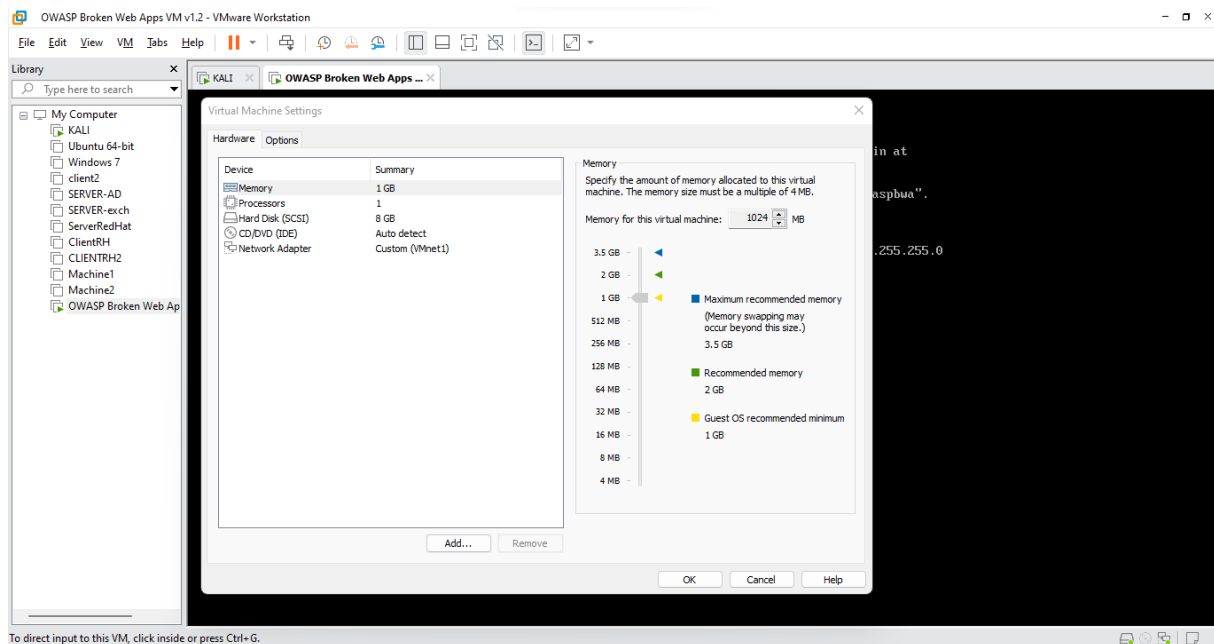 OWASP Broken Web Apps VM v1.2 - VMware Workstation
File Edit View VM Tabs Help
Library
Type here to search
My Computer
KALI
Ubuntu 64-bit
Windows 7
client2
SERVER-AD
SERVER-exch
ServerRedHat
ClientRH
CLIENTRH2
Machine1
Machine2
OWASP Broken Web Ap
KALI
OWASP Broken Web Apps ...
in at
aspbwa".
.255.255.0
Virtual Machine Settings
Hardware Options
Device Summary
Memory 1 GB
Processors 1
Hard Disk (SCSI) 8 GB
CD/DVD (IDE) Auto detect
Network Adapter Custom (VMnet1)
Add... Remove
Memory
Specify the amount of memory allocated to this virtual
machine. The memory size must be a multiple of 4 MB.
Memory for this virtual machine: 1024 MB
3.5 GB
2 GB
1 GB
512 MB
256 MB
128 MB
64 MB
32 MB
16 MB
8 MB
4 MB
Maximum recommended memory
(Memory swapping may
occur beyond this size.)
3.5 GB
Recommended memory
2 GB
Guest OS recommended minimum
1 GB
OK Cancel Help
To direct input to this VM, click inside or press Ctrl+G.